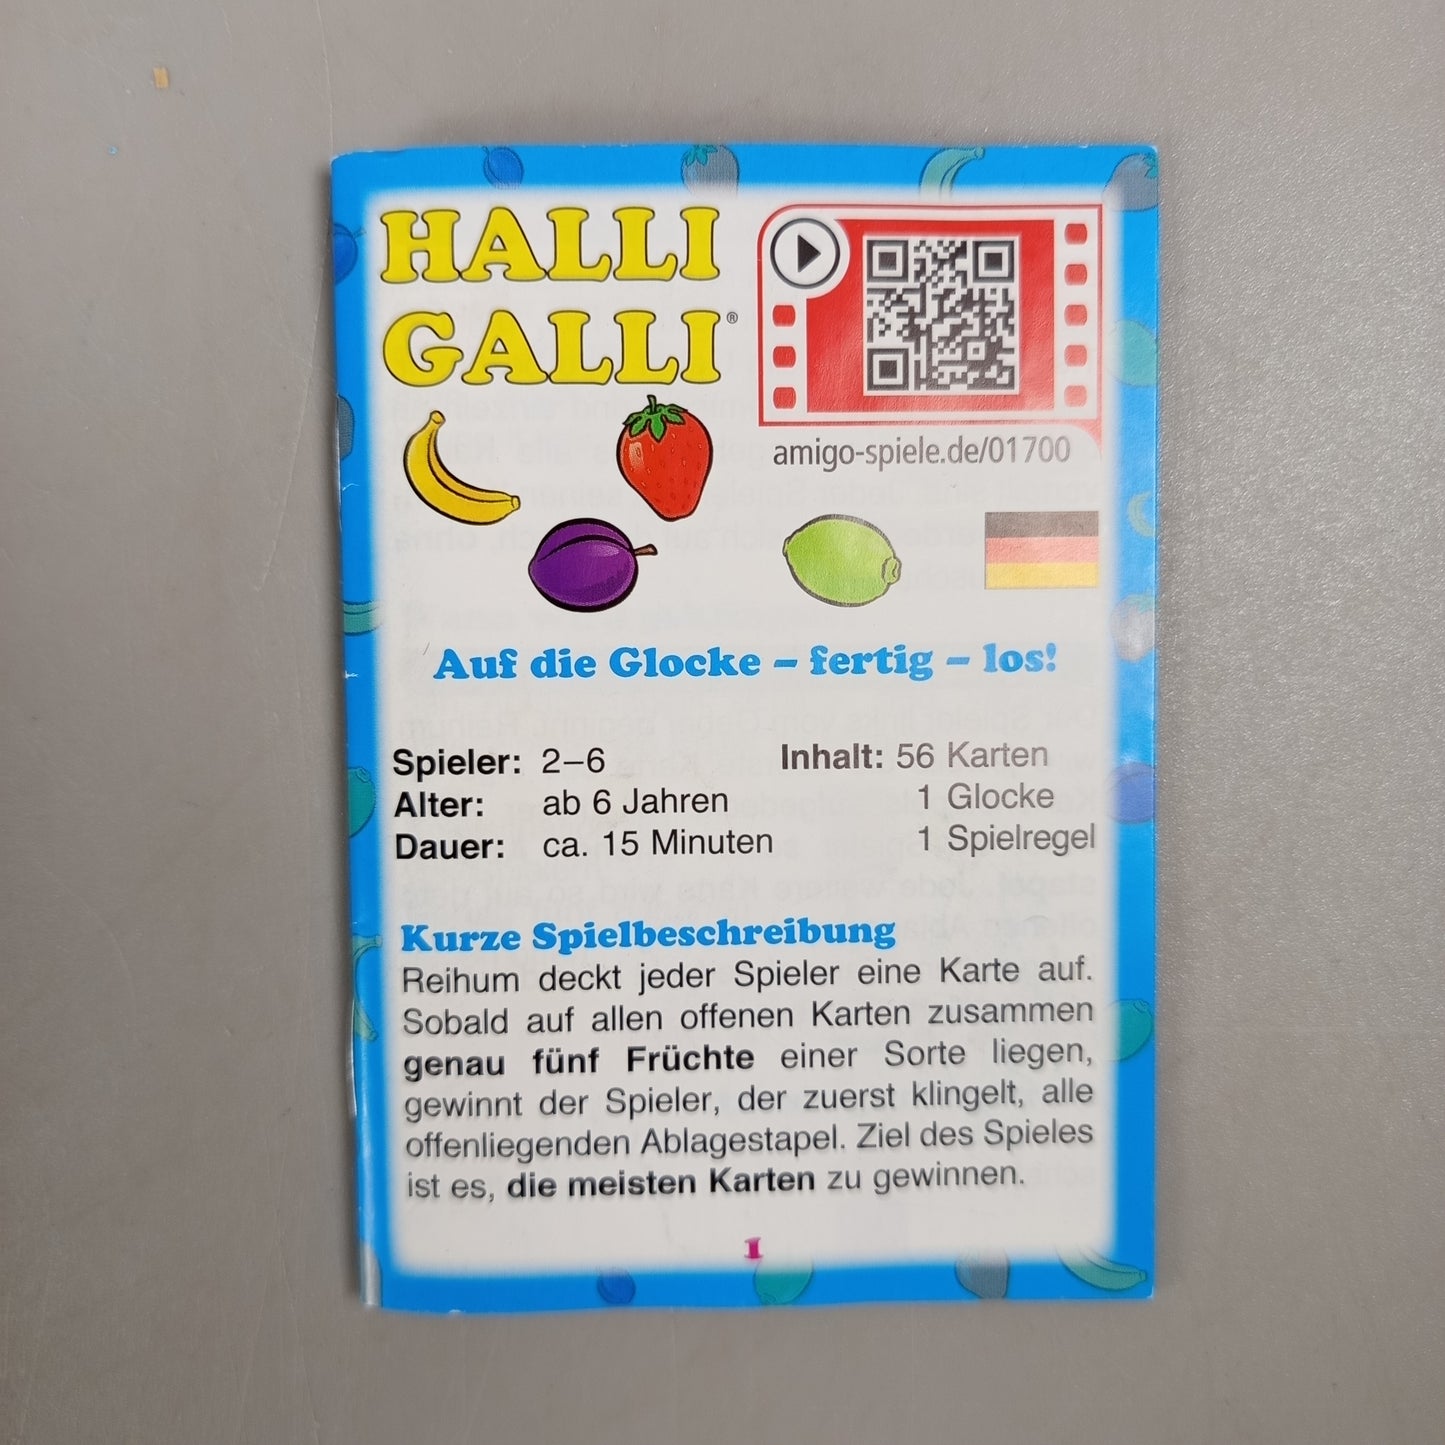 HALLI
GALLI®
amigo-spiele.de/01700
Auf die Glocke – fertig – los!
Spieler: 2–6
Alter: ab 6 Jahren
Dauer: ca. 15 Minuten
Inhalt: 56 Karten
1 Glocke
1 Spielregel
Kurze Spielbeschreibung
Reihum deckt jeder Spieler eine Karte auf.
Sobald auf allen offenen Karten zusammen
genau fünf Früchte einer Sorte liegen,
gewinnt der Spieler, der zuerst klingelt, alle
offenliegenden Ablagestapel. Ziel des Spieles
ist es, die meisten Karten zu gewinnen.
1